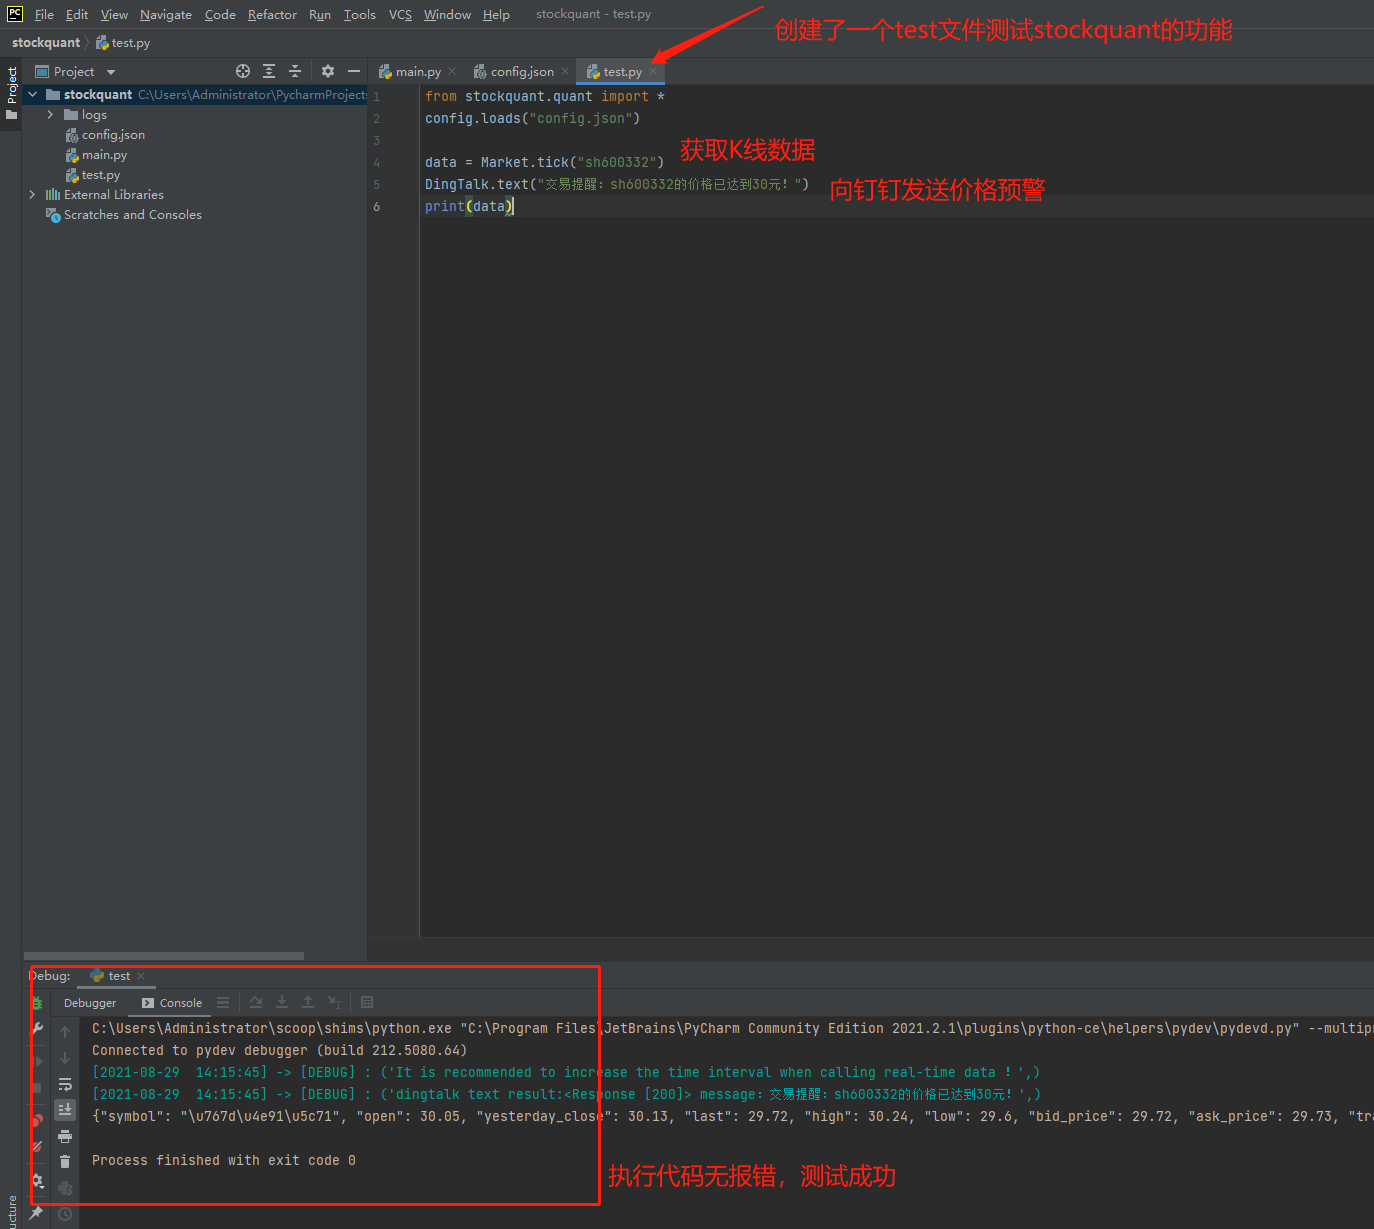 PC File Edit View Navigate Code Refactor Run Tools VCS Window Help stockquant - test.py
创建了一个test文件测试stockquant的功能
stockquant test.py
Project
Project main.py config.json test.py
stockquant C:\Users\Administrator\PycharmProjects
logs
config.json
main.py
test.py
External Libraries
Scratches and Consoles
1 from stockquant.quant import *
2 config.loads("config.json")
3
4 data = Market.tick("sh600332") 获取K线数据
5 DingTalk.text("交易提醒：sh600332的价格已达到30元！") 向钉钉发送价格预警
6 print(data)
Debug: test
Debugger Console
C:\Users\Administrator\scoop\shims\python.exe "C:\Program Files\JetBrains\PyCharm Community Edition 2021.2.1\plugins\python-ce\helpers\pydev\pydevd.py" --multipr
Connected to pydev debugger (build 212.5080.64)
[2021-08-29 14:15:45] -> [DEBUG] : ('It is recommended to increase the time interval when calling real-time data ！',)
[2021-08-29 14:15:45] -> [DEBUG] : ('dingtalk text result:<Response [200]> message：交易提醒：sh600332的价格已达到30元！',)
{"symbol": "\u767d\u4e91\u5c71", "open": 30.05, "yesterday_close": 30.13, "last": 29.72, "high": 30.24, "low": 29.6, "bid_price": 29.72, "ask_price": 29.73, "tra
Process finished with exit code 0
执行代码无报错，测试成功
ucture